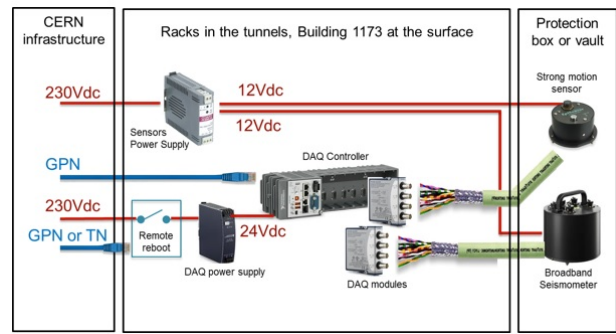 CERN
infrastructure
Racks in the tunnels, Building 1173 at the surface
Protection
box or vault
Strong motion
sensor
230Vdc
12Vdc
12Vdc
Sensors
Power Supply
GPN
DAQ Controller
230Vdc
GPN or TN
Remote
reboot
24Vdc
DAQ power supply
DAQ modules
Broadband
Seismometer